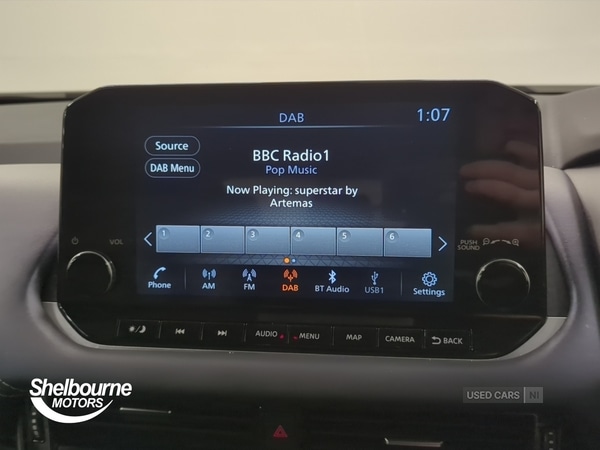 DAB
1:07
Source
BBC Radio1
DAB Menu
Pop Music
Now Playing: superstar by
Artemas
1 2 3 4 5 6
VOL
PUSH
SOUND
Phone AM FM DAB BT Audio USB1 Settings
AUDIO MENU MAP CAMERA BACK
Shelbourne
MOTORS
USED CARS NI